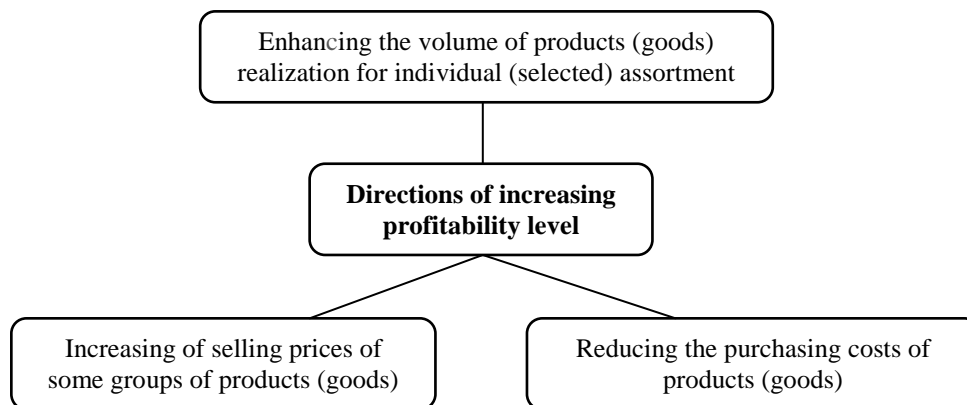 Enhancing the volume of products (goods)
realization for individual (selected) assortment
Directions of increasing
profitability level
Increasing of selling prices of
some groups of products (goods)
Reducing the purchasing costs of
products (goods)